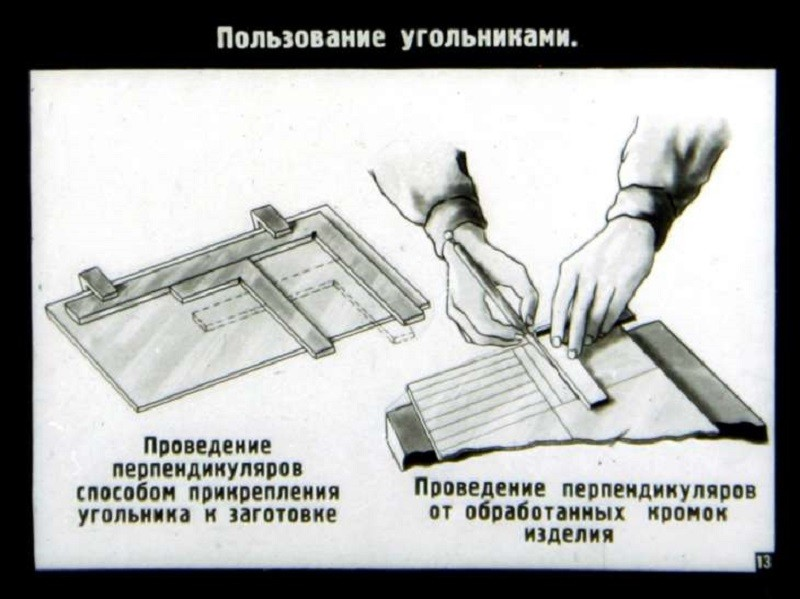 Пользование угольниками.
Проведение
перпендикуляров
способом прикрепления
угольника к заготовке
Проведение перпендикуляров
от обработанных кромок
изделия
13